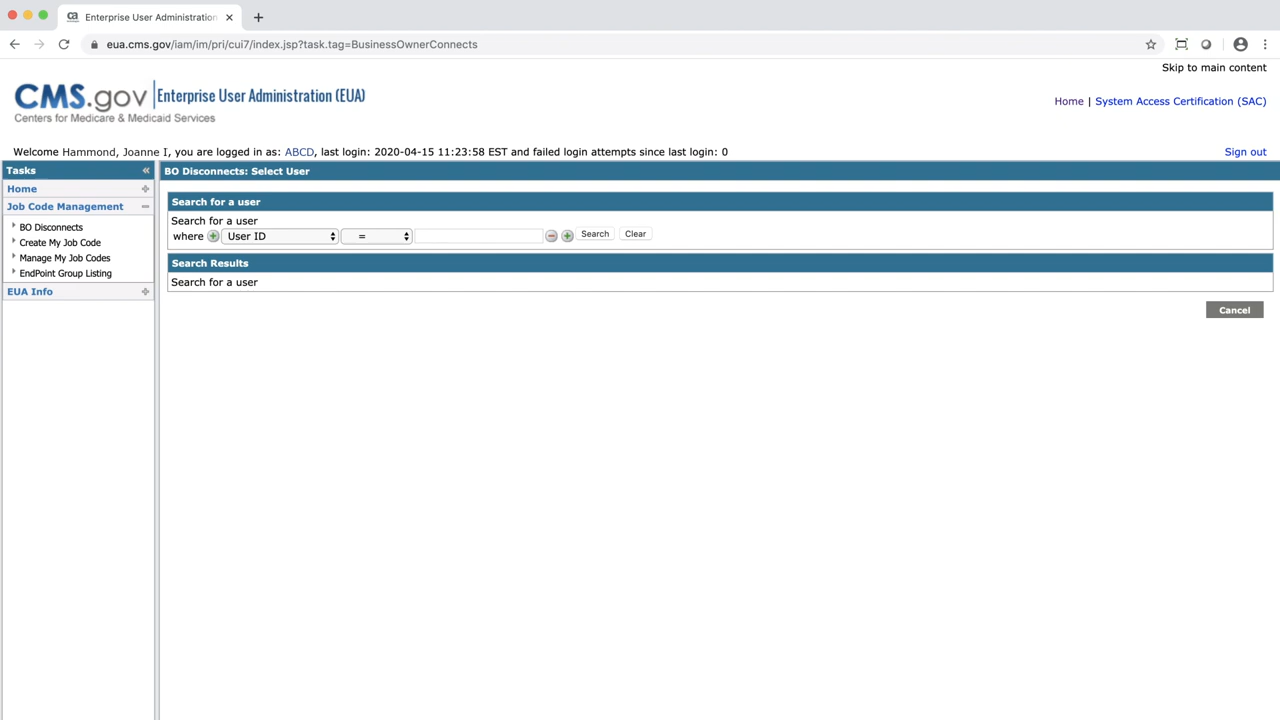 Enterprise User Administration
eua.cms.gov/iam/im/pri/cui7/index.jsp?task.tag=BusinessOwnerConnects
Skip to main content
CMS.gov Enterprise User Administration (EUA)
Centers for Medicare & Medicaid Services
Home | System Access Certification (SAC)
Welcome Hammond, Joanne I, you are logged in as: ABCD, last login: 2020-04-15 11:23:58 EST and failed login attempts since last login: 0
Sign out
Tasks
Home
Job Code Management
BO Disconnects
Create My Job Code
Manage My Job Codes
EndPoint Group Listing
EUA Info
BO Disconnects: Select User
Search for a user
Search for a user
where User ID = Search Clear
Search Results
Search for a user
Cancel